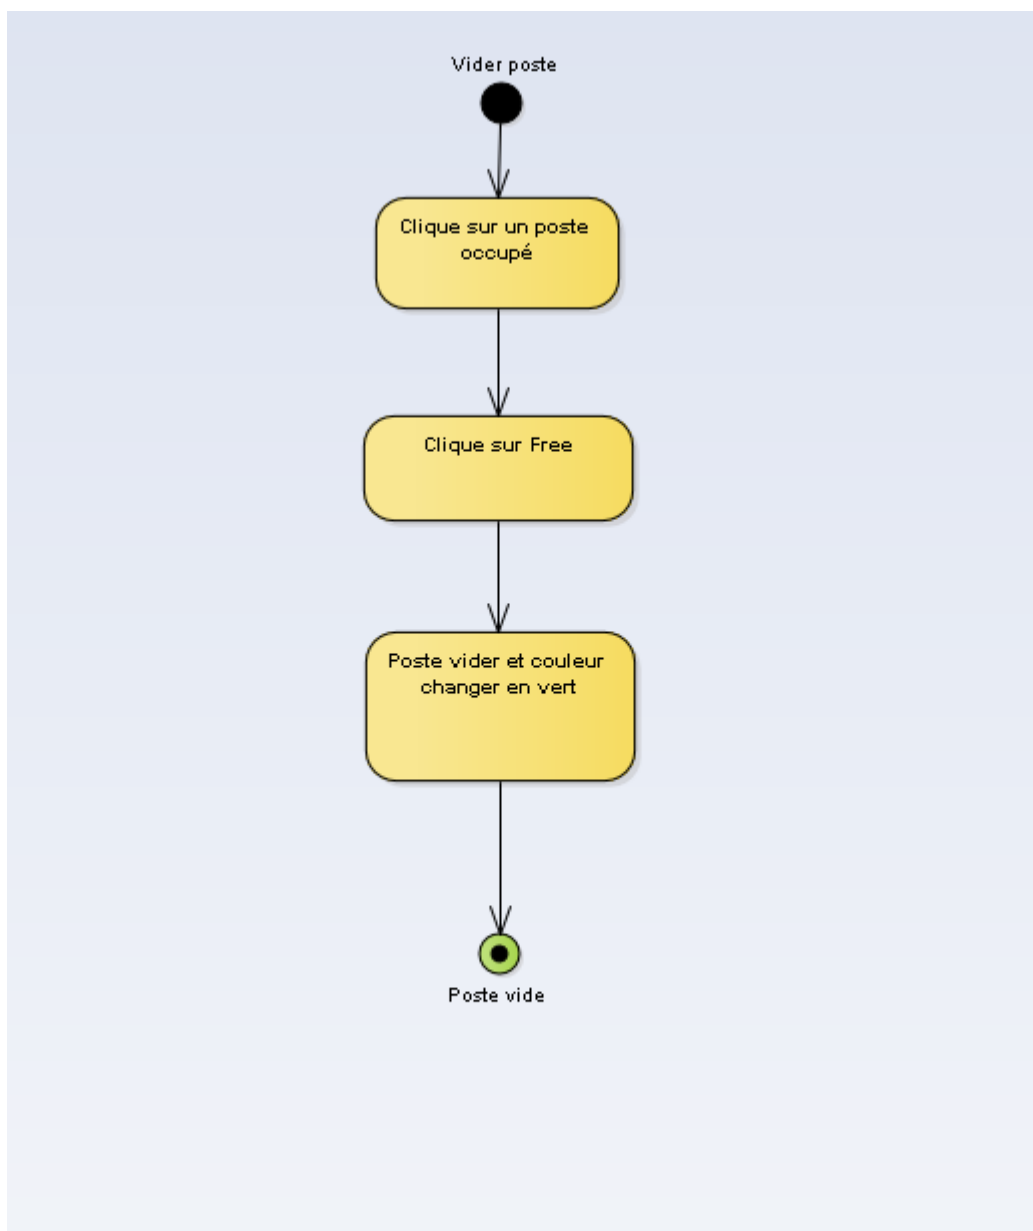 Vider poste
Clique sur un poste
occupé
Clique sur Free
Poste vider et couleur
changer en vert
Poste vide